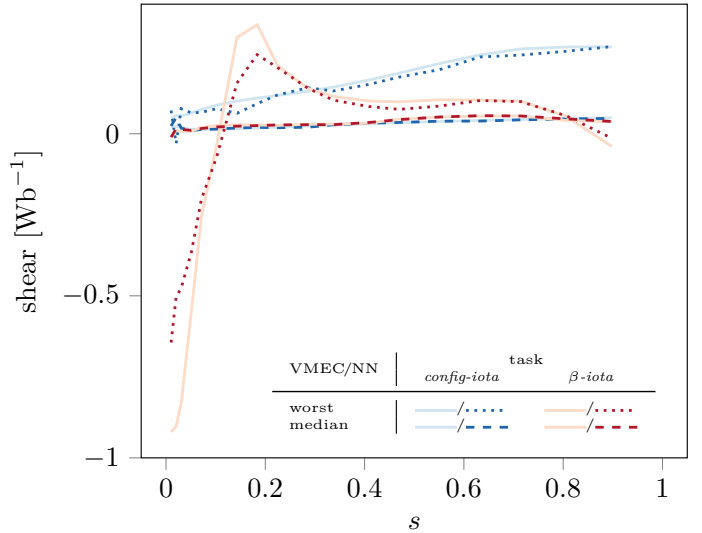 0
−0.5
−1
shear [Wb⁻¹]
0 0.2 0.4 0.6 0.8 1
s
task
VMEC/NN config-iota β-iota
worst / /
median / /